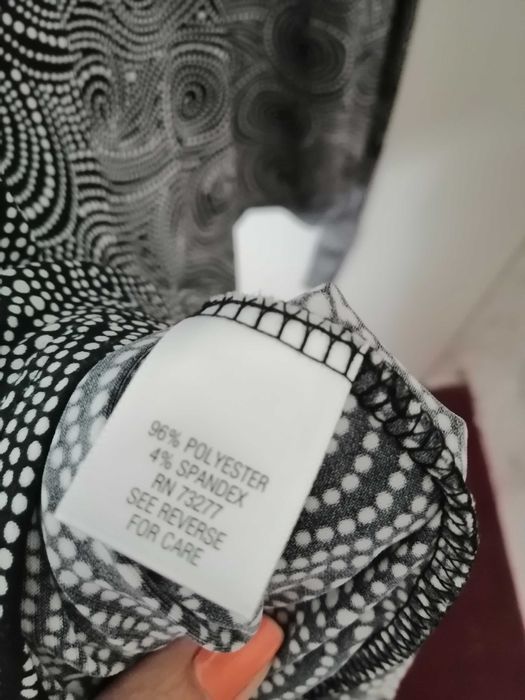 96% POLYESTER
4% SPANDEX
RN 73277
SEE REVERSE
FOR CARE